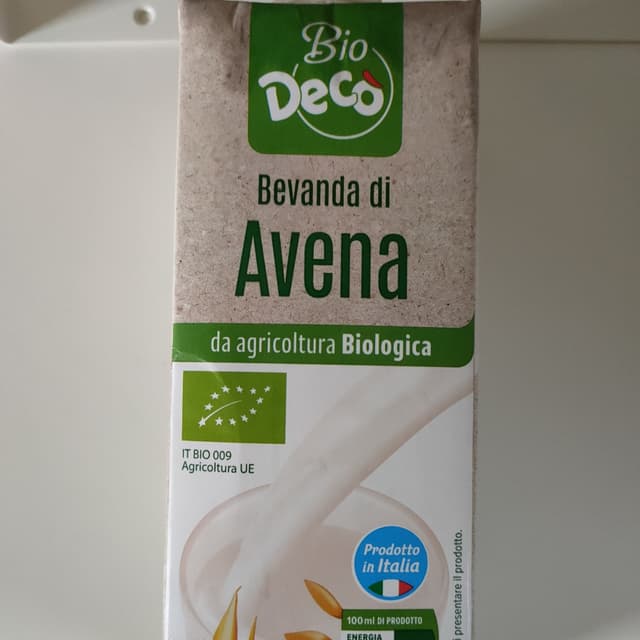 Bio
Decò
Bevanda di
Avena
da agricoltura Biologica
IT BIO 009
Agricoltura UE
Prodotto
in Italia
100ml DI PRODOTTO
ENERGIA
presentare il prodotto.